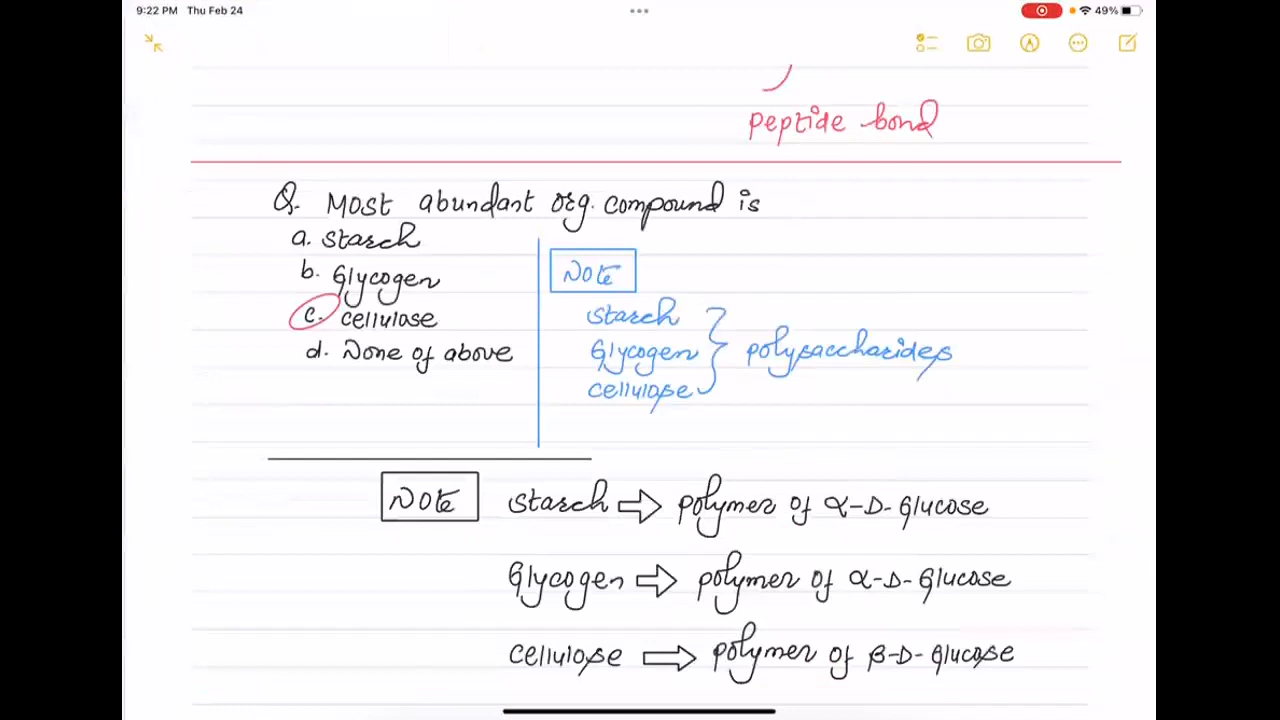 9:22 PM Thu Feb 24
49%
peptide bond
Q. Most abundant org. compound is
a. starch
b. Glycogen
c. cellulose
d. None of above
Note
starch
Glycogen
cellulose
polysaccharides
Note
starch ⇨ polymer of α-D-Glucose
Glycogen ⇨ polymer of α-D-Glucose
cellulose ⇨ polymer of β-D-Glucose